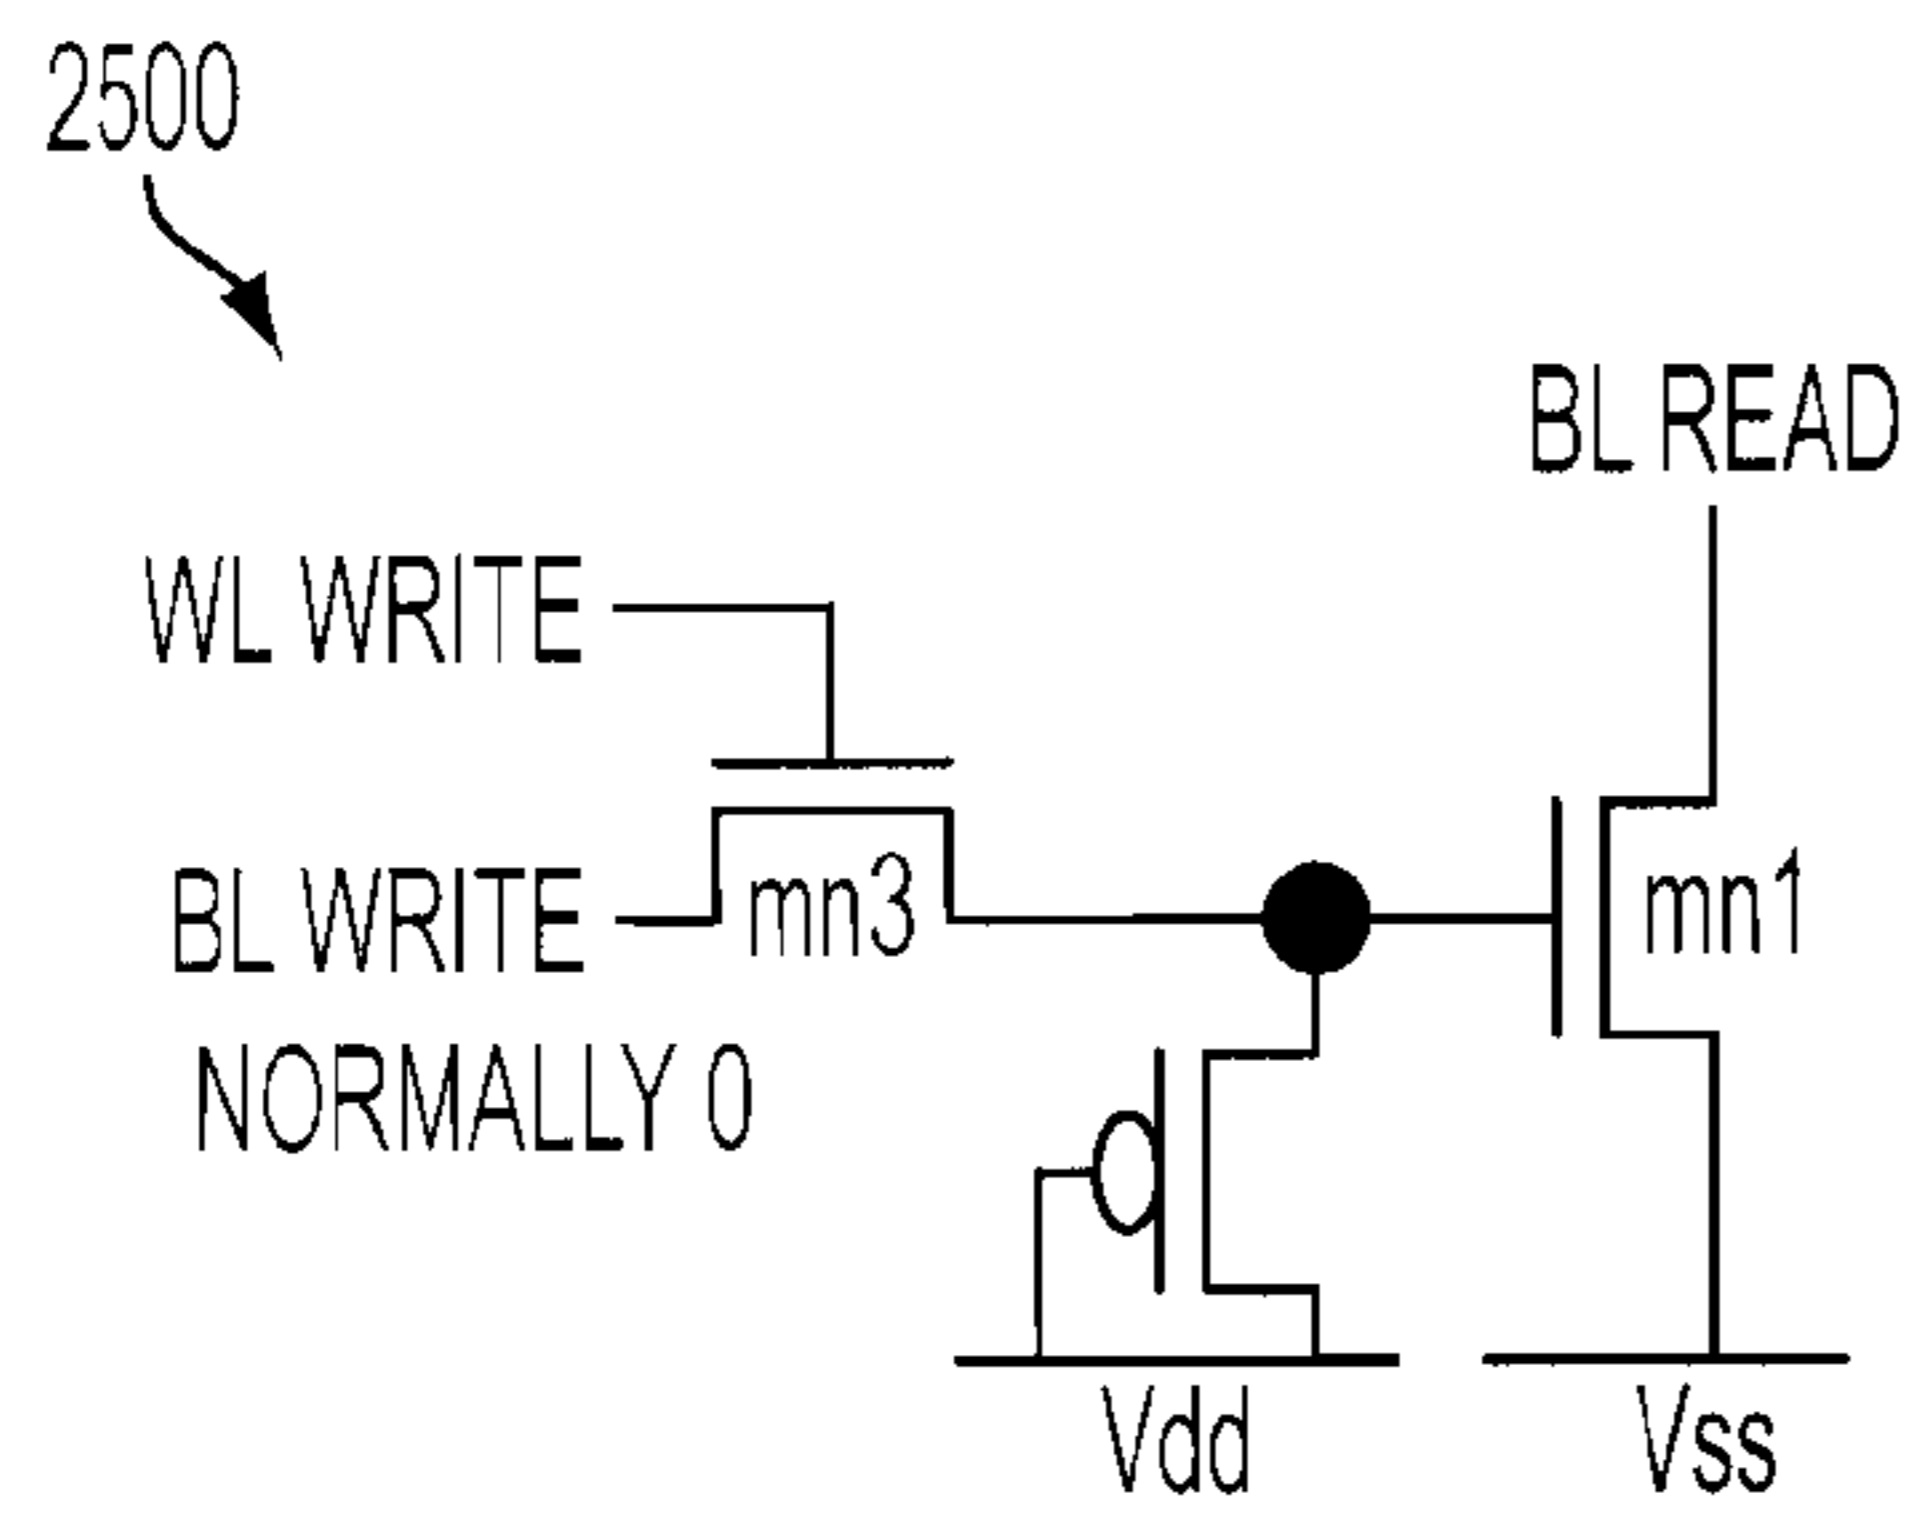 2500
BL READ
WL WRITE
BL WRITE
mn3
mn1
NORMALLY 0
Vdd
Vss